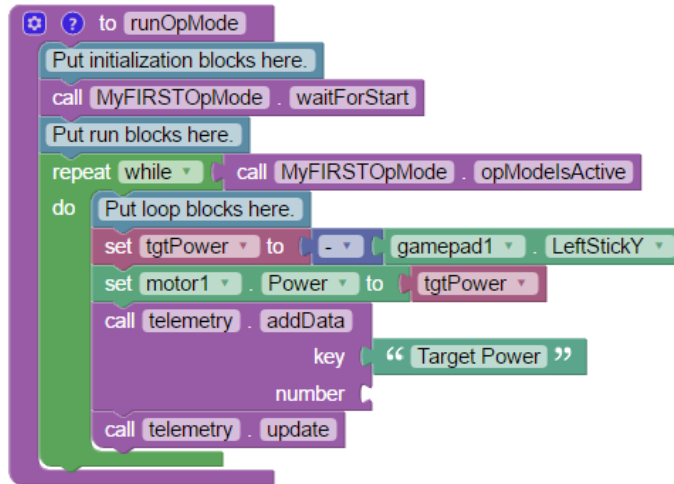 ? to runOpMode
Put initialization blocks here.
call MyFIRSTOpMode . waitForStart
Put run blocks here.
repeat while call MyFIRSTOpMode . opModeIsActive
do Put loop blocks here.
set tgtPower to - gamepad1 . LeftStickY
set motor1 . Power to tgtPower
call telemetry . addData
key “ Target Power ”
number
call telemetry . update